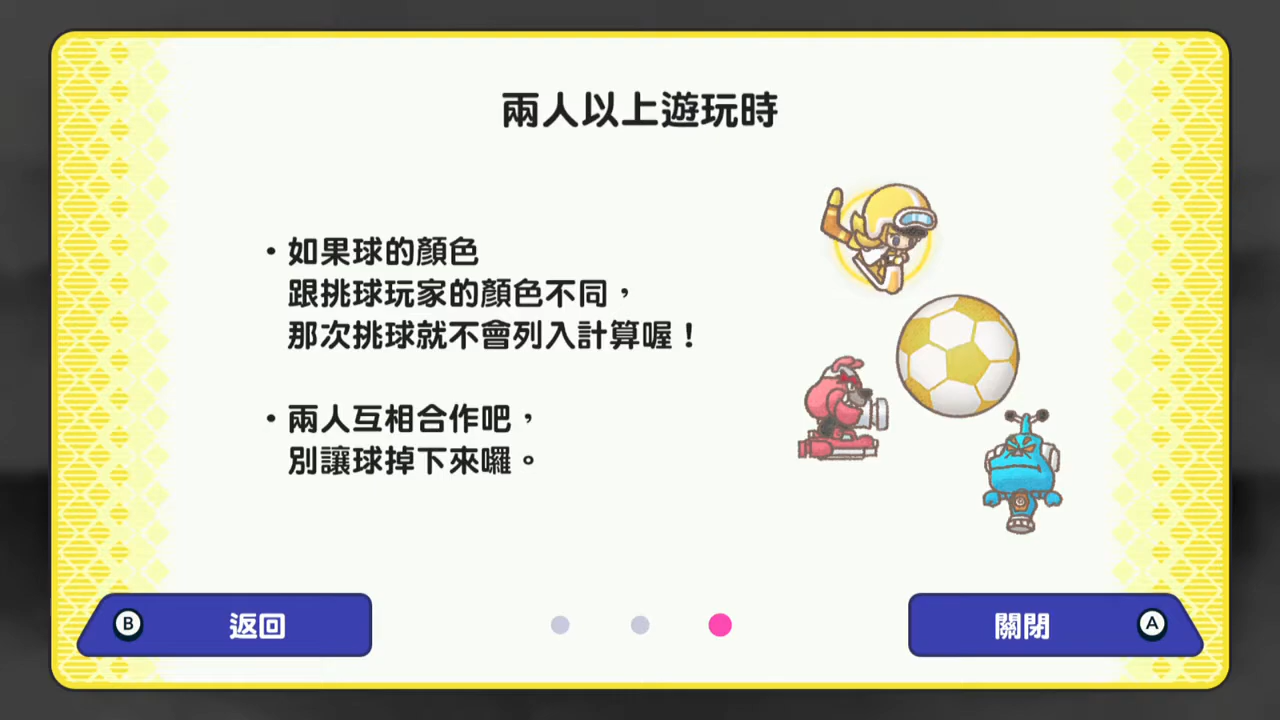 兩人以上遊玩時
・如果球的顏色
跟挑球玩家的顏色不同，
那次挑球就不會列入計算喔！
・兩人互相合作吧，
別讓球掉下來囉。
B 返回
關閉 A